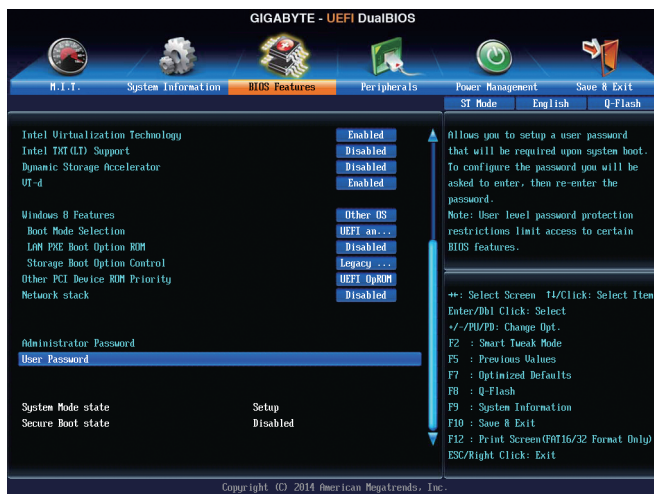 GIGABYTE - UEFI DualBIOS
M.I.T. System Information BIOS Features Peripherals Power Management Save & Exit
ST Mode English Q-Flash
Intel Virtualization Technology Enabled
Intel TXT(LT) Support Disabled
Dynamic Storage Accelerator Disabled
VT-d Enabled
Windows 8 Features Other OS
Boot Mode Selection UEFI an...
LAN PXE Boot Option ROM Disabled
Storage Boot Option Control Legacy ...
Other PCI Device ROM Priority UEFI OpROM
Network stack Disabled
Administrator Password
User Password
System Mode state Setup
Secure Boot state Disabled
Allows you to setup a user password
that will be required upon system boot.
To configure the password you will be
asked to enter, then re-enter the
password.
Note: User level password protection
restrictions limit access to certain
BIOS features.
↔: Select Screen ↑↓/Click: Select Item
Enter/Dbl Click: Select
+/-/PU/PD: Change Opt.
F2 : Smart Tweak Mode
F5 : Previous Values
F7 : Optimized Defaults
F8 : Q-Flash
F9 : System Information
F10 : Save & Exit
F12 : Print Screen(FAT16/32 Format Only)
ESC/Right Click: Exit
Copyright (C) 2014 American Megatrends, Inc.